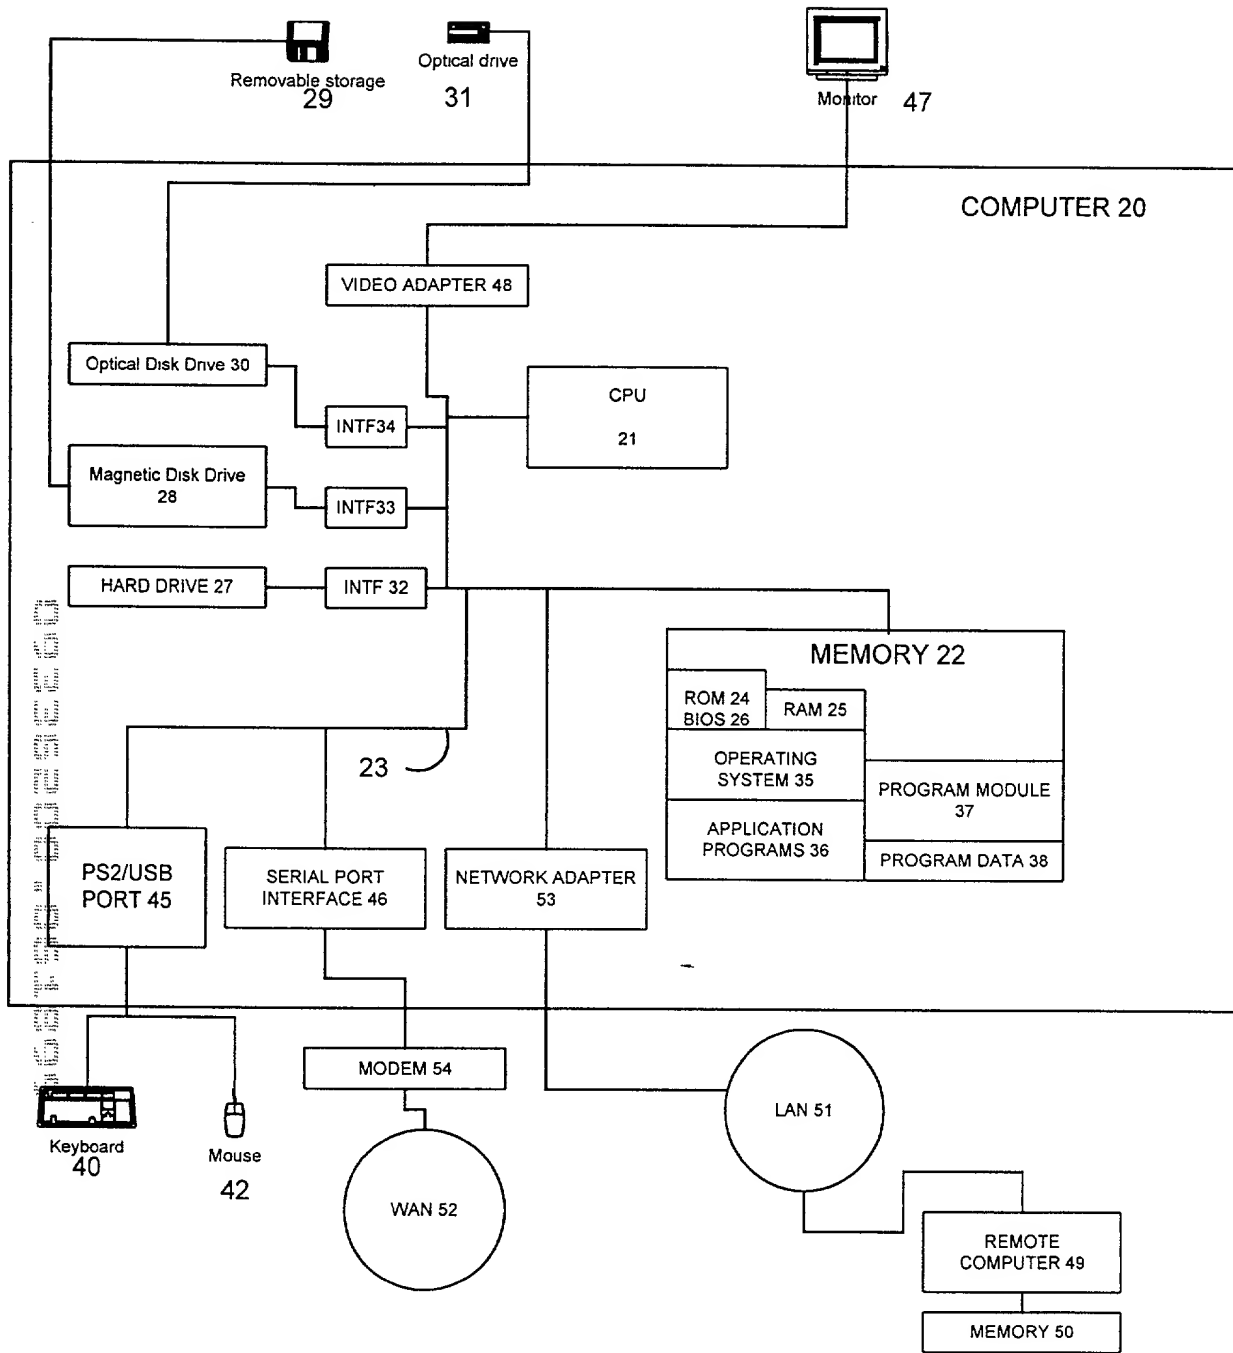 Removable storage
29
Optical drive
31
Monitor 47
COMPUTER 20
VIDEO ADAPTER 48
Optical Disk Drive 30
CPU
21
INTF34
Magnetic Disk Drive
28
INTF33
HARD DRIVE 27
INTF 32
MEMORY 22
ROM 24
BIOS 26
RAM 25
OPERATING
SYSTEM 35
23
PROGRAM MODULE
37
APPLICATION
PROGRAMS 36
PROGRAM DATA 38
PS2/USB
PORT 45
SERIAL PORT
INTERFACE 46
NETWORK ADAPTER
53
MODEM 54
LAN 51
Keyboard
40
Mouse
42
WAN 52
REMOTE
COMPUTER 49
MEMORY 50